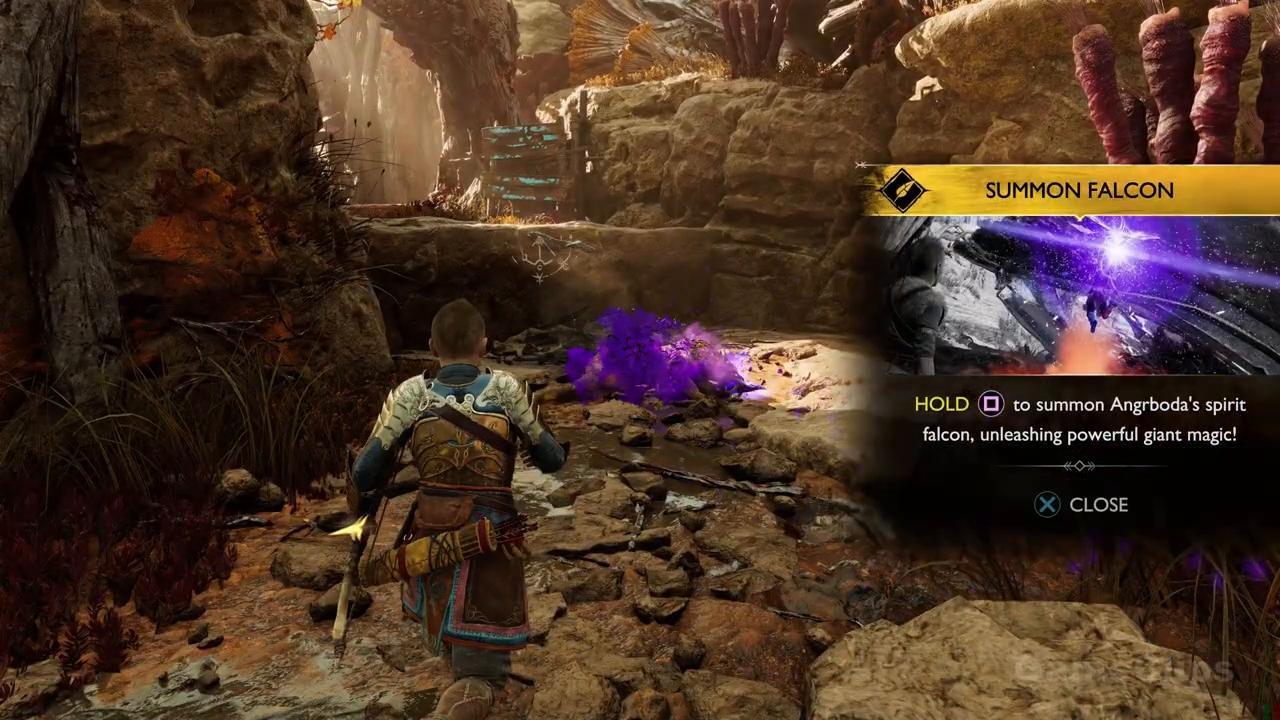 SUMMON FALCON
HOLD to summon Angrboda's spirit
falcon, unleashing powerful giant magic!
CLOSE